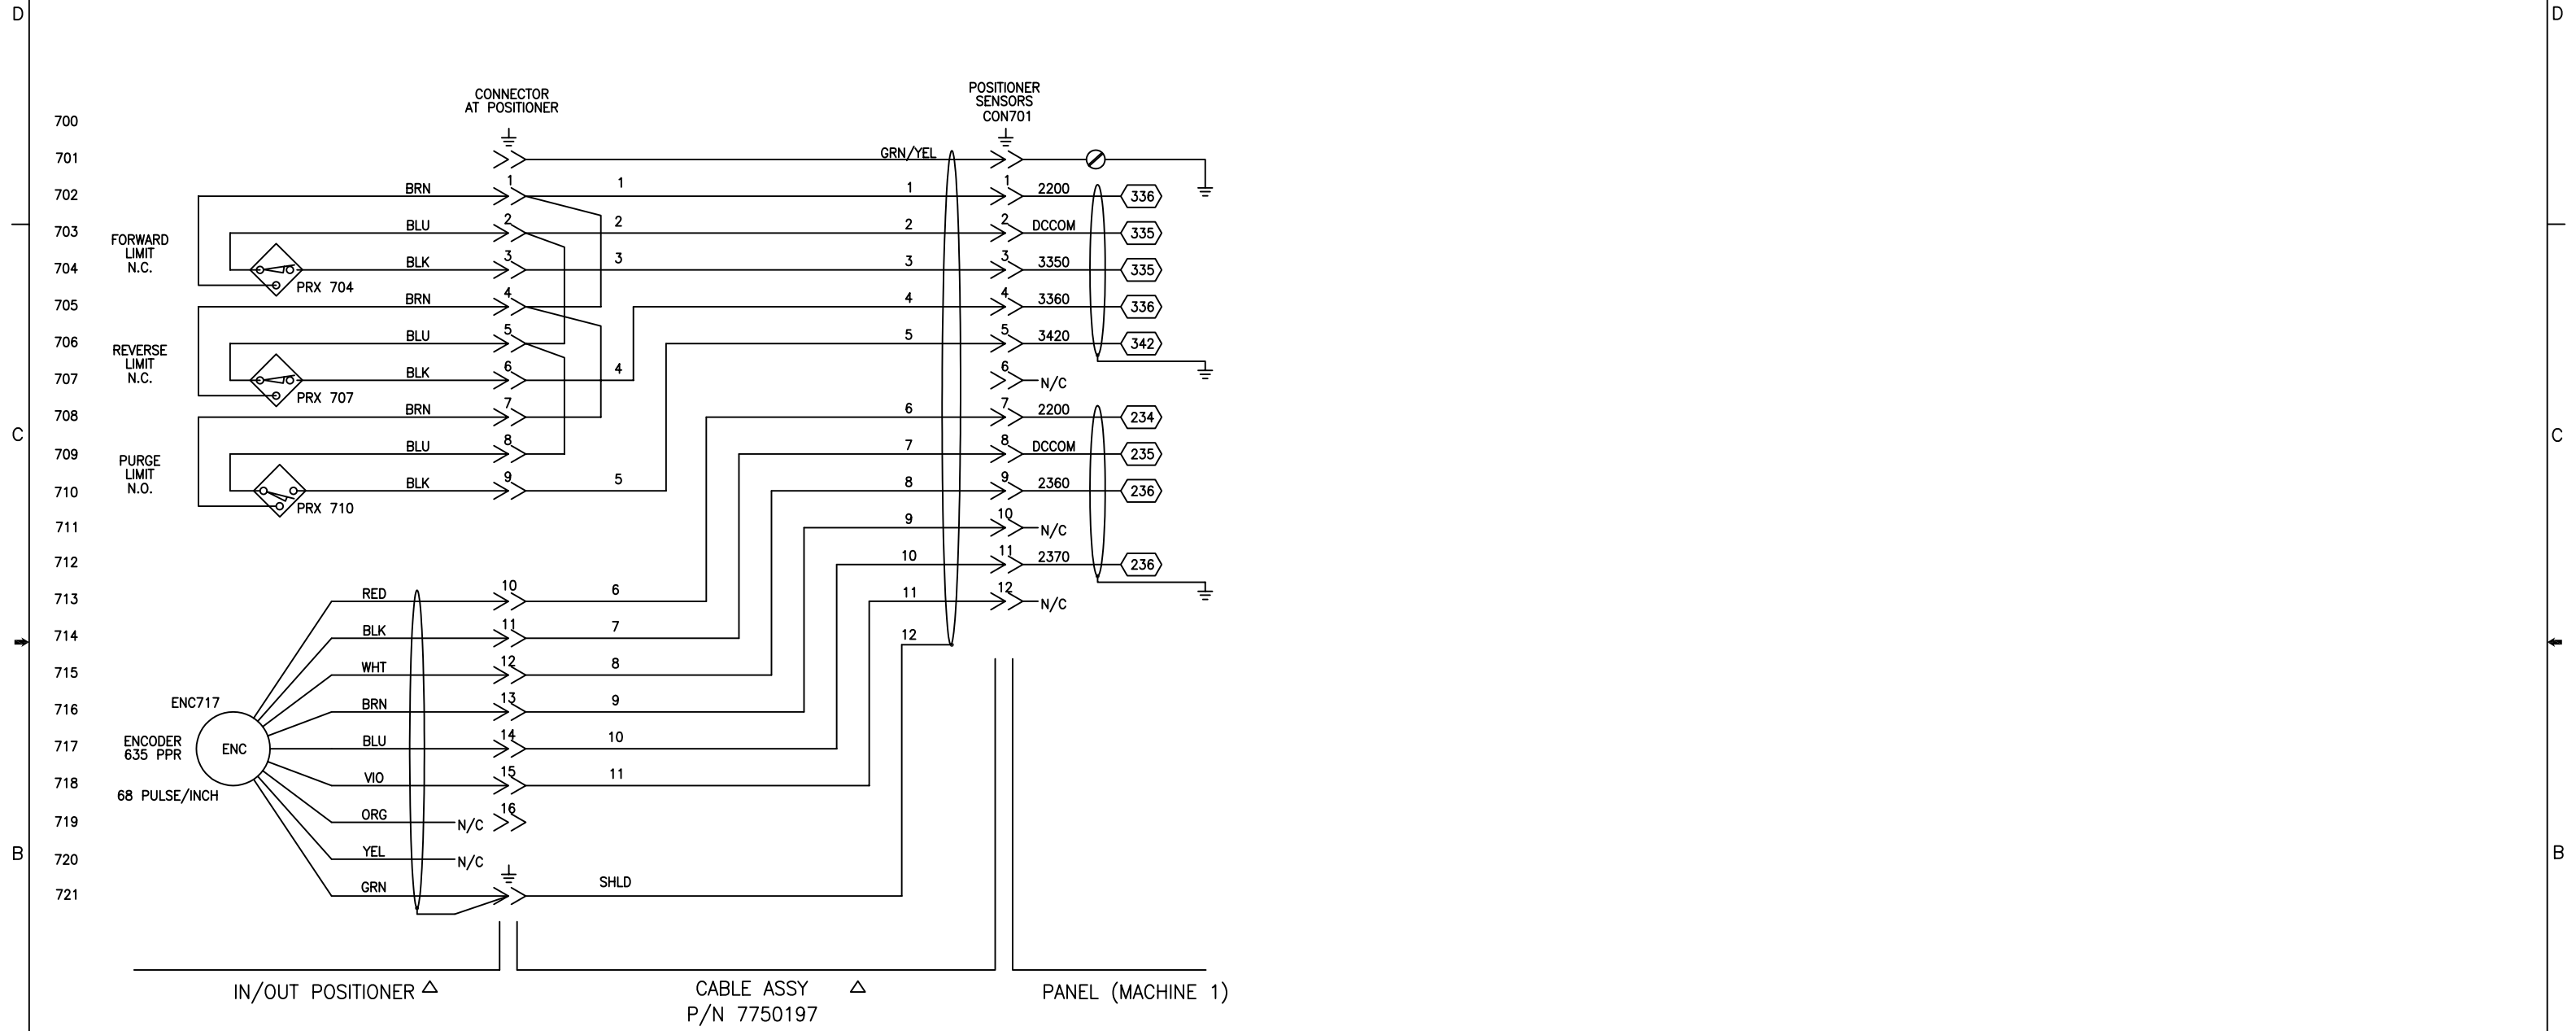 D D
CONNECTOR
AT POSITIONER
POSITIONER
SENSORS
CON701
700
701 GRN/YEL
702 BRN 1 1 1 1 2200 336
703 BLU 2 2 2 2 DCCOM 335
FORWARD
LIMIT
N.C.
704 BLK 3 3 3 3 3350 335
PRX 704
705 BRN 4 4 4 3360 336
706 BLU 5 5 5 3420 342
REVERSE
LIMIT
N.C.
707 BLK 6 4 6 N/C
PRX 707
708 BRN 7 6 7 2200 234
C C
709 BLU 8 7 8 DCCOM 235
PURGE
LIMIT
N.O.
710 BLK 9 5 8 9 2360 236
PRX 710
711 9 10 N/C
712 10 11 2370 236
713 RED 10 6 11 12 N/C
714 BLK 11 7 12
715 WHT 12 8
ENC717
716 BRN 13 9
717 ENCODER
635 PPR
ENC BLU 14 10
718 VIO 15 11
68 PULSE/INCH
719 ORG N/C 16
720 YEL N/C
B B
721 GRN SHLD
IN/OUT POSITIONER
CABLE ASSY
P/N 7750197
PANEL (MACHINE 1)